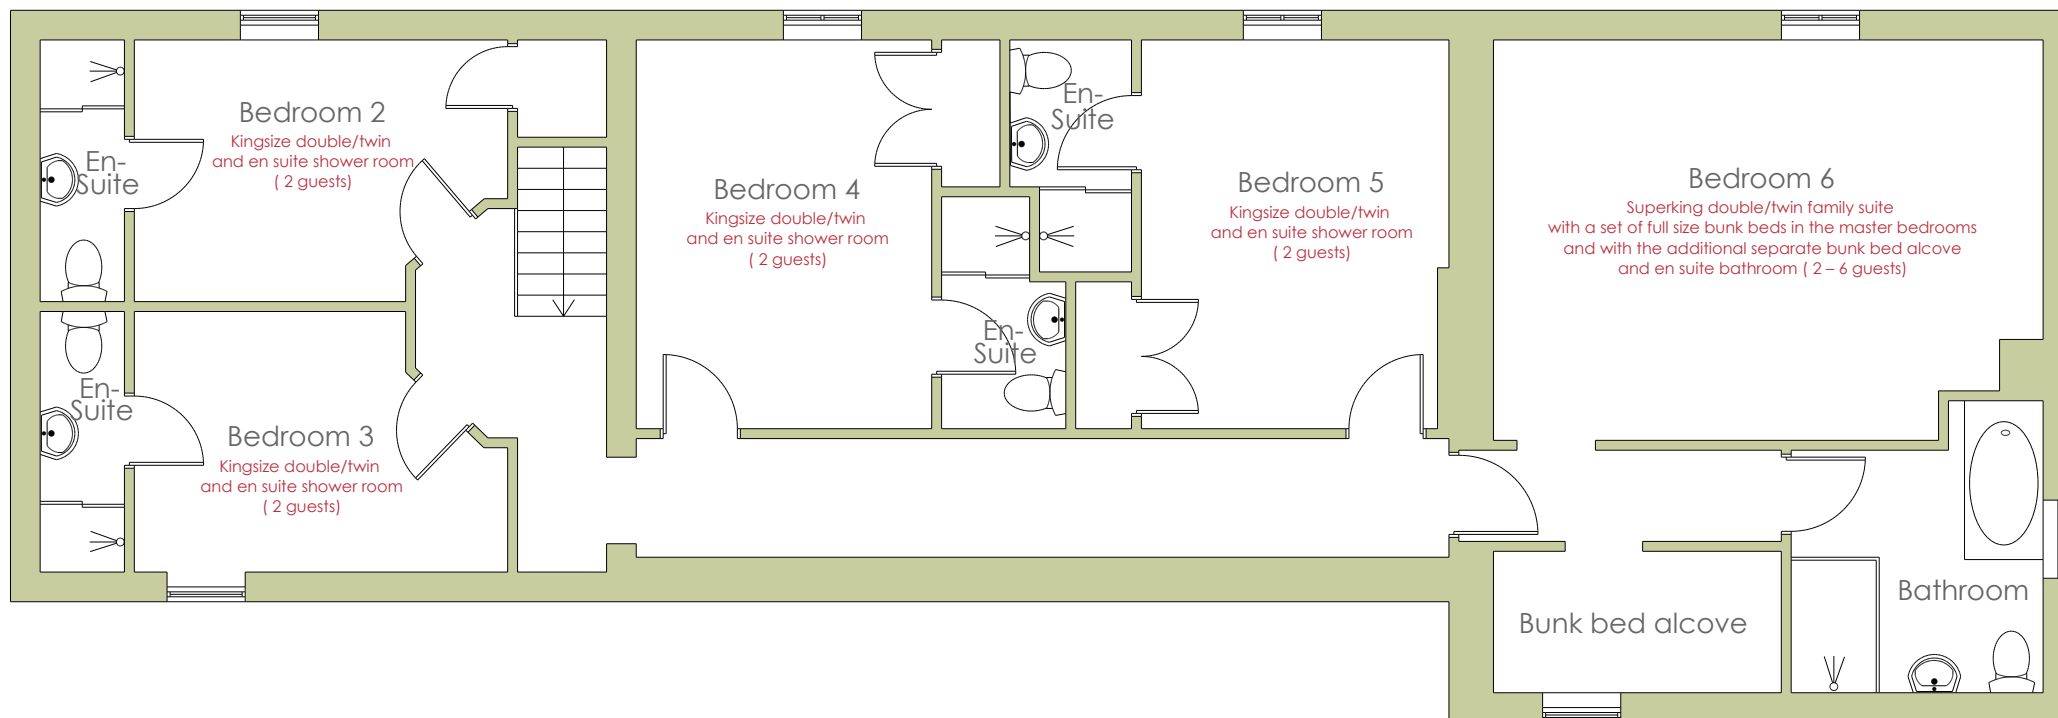 Bedroom 2
Kingsize double/twin
and en suite shower room
( 2 guests)
En-
Suite
En-
Suite
Bedroom 3
Kingsize double/twin
and en suite shower room
( 2 guests)
Bedroom 4
Kingsize double/twin
and en suite shower room
( 2 guests)
En-
Suite
En-
Suite
Bedroom 5
Kingsize double/twin
and en suite shower room
( 2 guests)
Bedroom 6
Superking double/twin family suite
with a set of full size bunk beds in the master bedrooms
and with the additional separate bunk bed alcove
and en suite bathroom ( 2 – 6 guests)
Bathroom
Bunk bed alcove